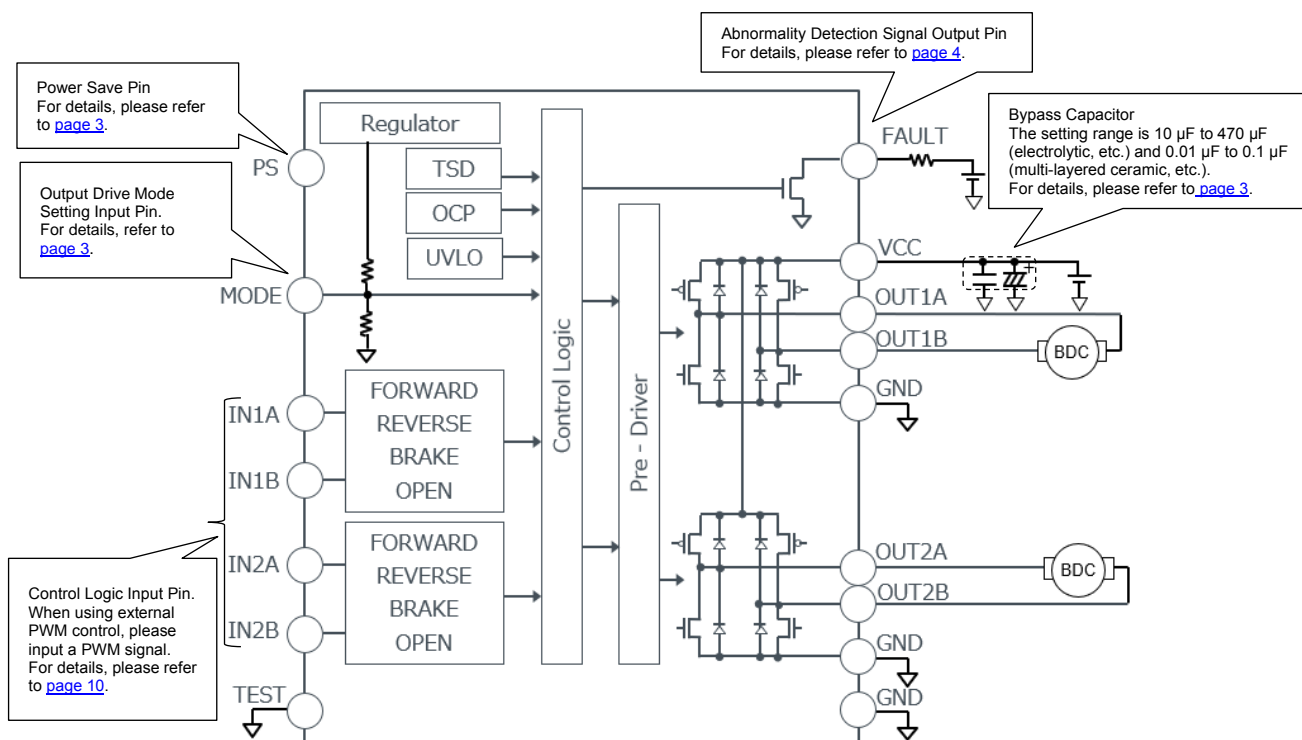 Abnormality Detection Signal Output Pin
For details, please refer to page 4.
Power Save Pin
For details, please refer
to page 3.
Bypass Capacitor
The setting range is 10 µF to 470 µF
(electrolytic, etc.) and 0.01 µF to 0.1 µF
(multi-layered ceramic, etc.).
For details, please refer to page 3.
Output Drive Mode
Setting Input Pin.
For details, refer to
page 3.
Control Logic Input Pin.
When using external
PWM control, please
input a PWM signal.
For details, please refer
to page 10.
PS
MODE
IN1A
IN1B
IN2A
IN2B
TEST
Regulator
TSD
OCP
UVLO
FORWARD
REVERSE
BRAKE
OPEN
FORWARD
REVERSE
BRAKE
OPEN
Control Logic
Pre - Driver
FAULT
VCC
+
OUT1A
OUT1B
BDC
GND
OUT2A
BDC
OUT2B
GND
GND